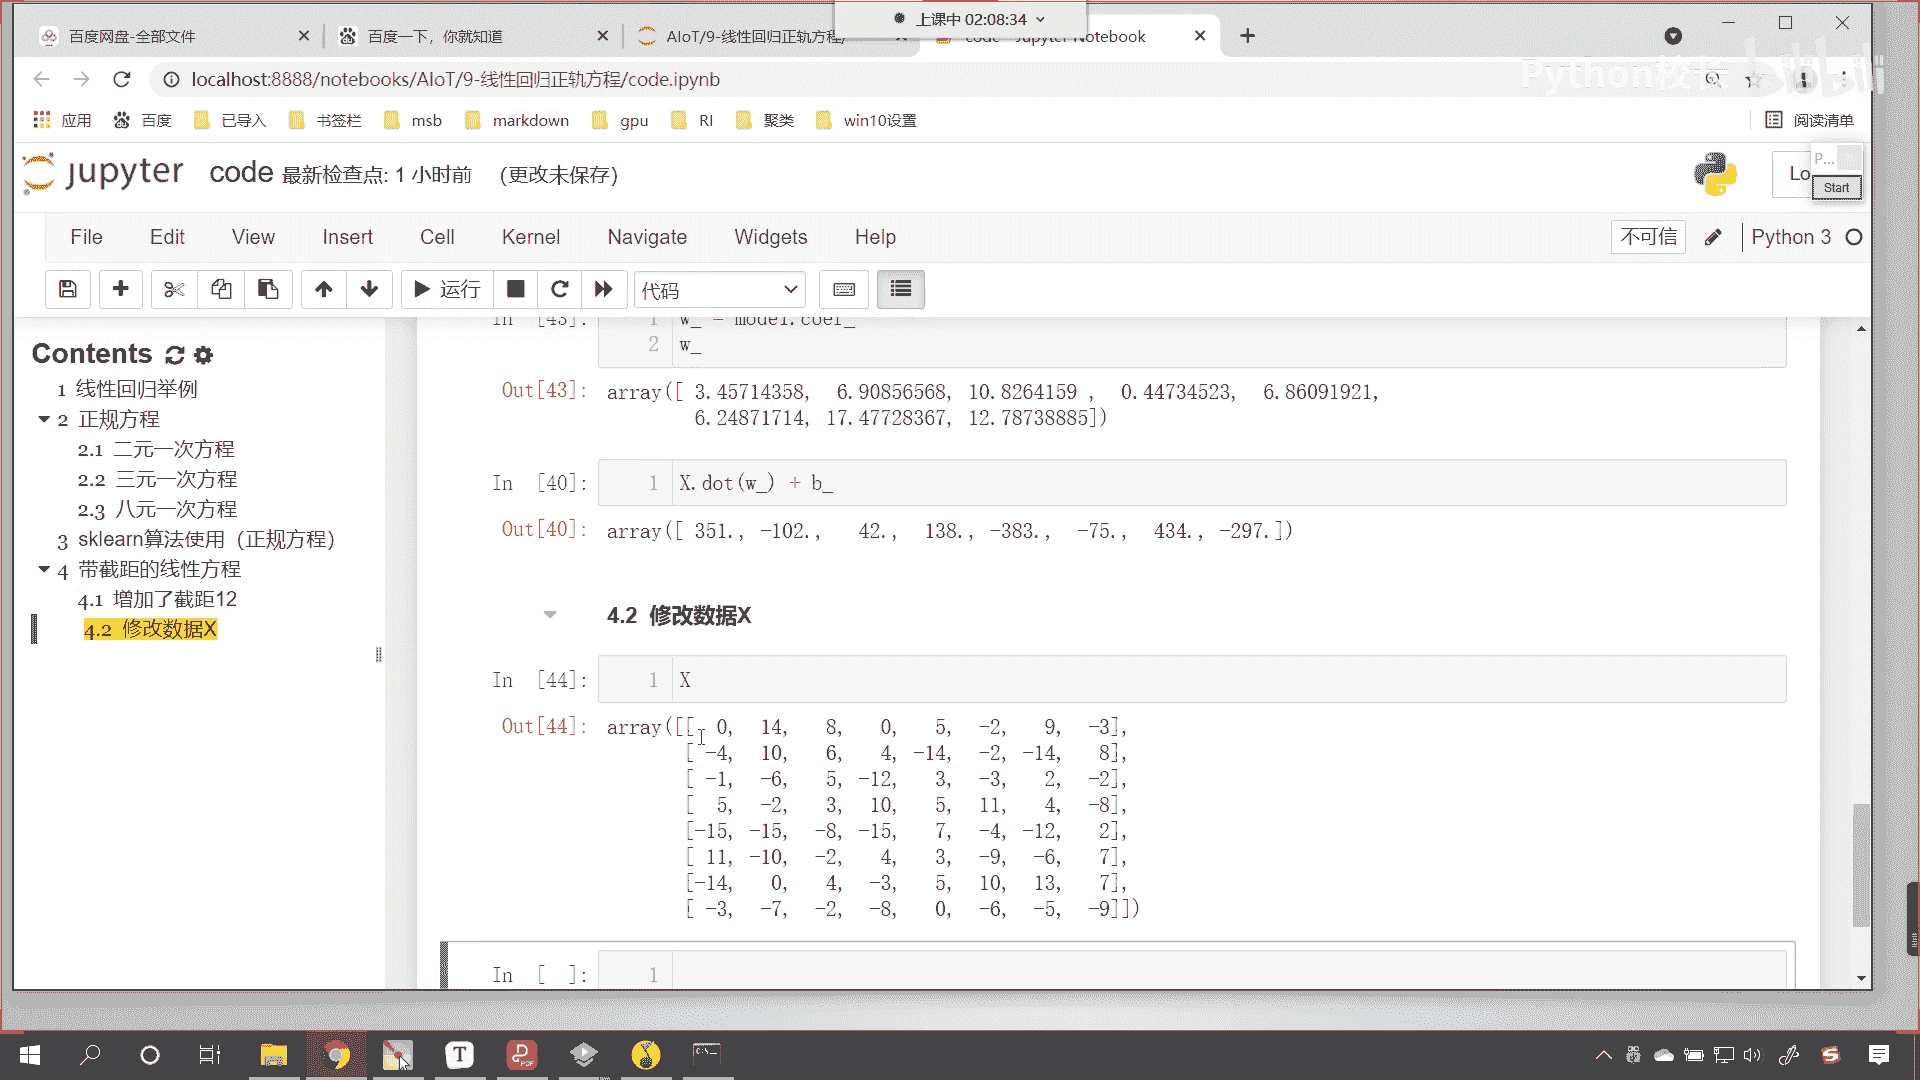 上课中 02:08:34
百度网盘-全部文件
百度一下，你就知道
AIoT/9-线性回归正轨方程/
code - Jupyter Notebook
localhost:8888/notebooks/AIoT/9-线性回归正轨方程/code.ipynb
Python校长 bilibili
应用 百度 已导入 书签栏 msb markdown gpu RI 聚类 win10设置 阅读清单
jupyter code 最新检查点: 1 小时前 (更改未保存)
P...
Lo
Start
File Edit View Insert Cell Kernel Navigate Widgets Help 不可信 Python 3
运行 代码
Contents
1 线性回归举例
2 正规方程
2.1 二元一次方程
2.2 三元一次方程
2.3 八元一次方程
3 sklearn算法使用（正规方程）
4 带截距的线性方程
4.1 增加了截距12
4.2 修改数据X
In [43]: 1 w_ = model.coef_
2 w_
Out[43]: array([ 3.45714358, 6.90856568, 10.8264159 , 0.44734523, 6.86091921,
6.24871714, 17.47728367, 12.78738885])
In [40]: 1 X.dot(w_) + b_
Out[40]: array([ 351., -102., 42., 138., -383., -75., 434., -297.])
4.2 修改数据X
In [44]: 1 X
Out[44]: array([[ 0, 14, 8, 0, 5, -2, 9, -3],
[ -4, 10, 6, 4, -14, -2, -14, 8],
[ -1, -6, 5, -12, 3, -3, 2, -2],
[ 5, -2, 3, 10, 5, 11, 4, -8],
[-15, -15, -8, -15, 7, -4, -12, 2],
[ 11, -10, -2, 4, 3, -9, -6, 7],
[-14, 0, 4, -3, 5, 10, 13, 7],
[ -3, -7, -2, -8, 0, -6, -5, -9]])
In [ ]: 1